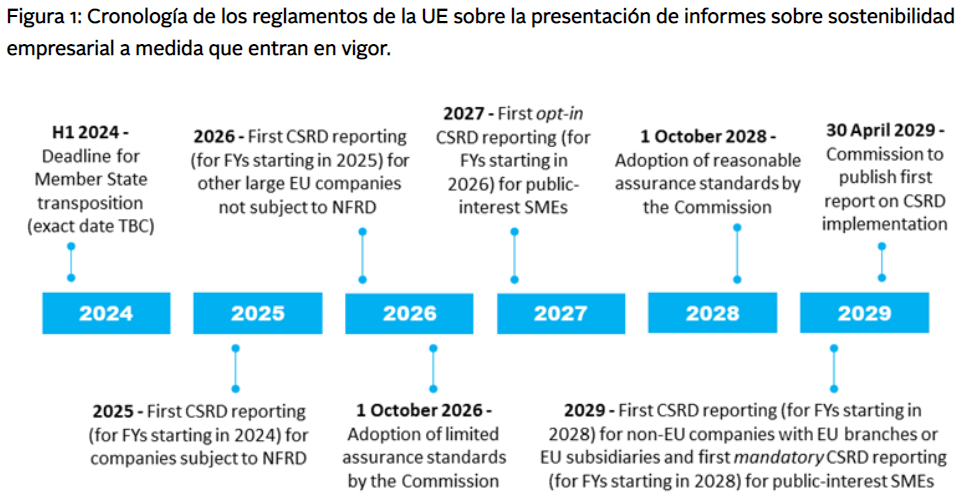 Figura 1: Cronología de los reglamentos de la UE sobre la presentación de informes sobre sostenibilidad
empresarial a medida que entran en vigor.
H1 2024 -
Deadline for
Member State
transposition
(exact date TBC)
2026 - First CSRD reporting
(for FYs starting in 2025) for
other large EU companies
not subject to NFRD
2027 - First opt-in
CSRD reporting (for
FYs starting in
2026) for public-
interest SMEs
1 October 2028 -
Adoption of reasonable
assurance standards by
the Commission
30 April 2029 -
Commission to
publish first
report on CSRD
implementation
2024
2025
2026
2027
2028
2029
2025 - First CSRD reporting
(for FYs starting in 2024) for
companies subject to NFRD
1 October 2026 -
Adoption of limited
assurance standards
by the Commission
2029 - First CSRD reporting (for FYs starting in
2028) for non-EU companies with EU branches or
EU subsidiaries and first mandatory CSRD reporting
(for FYs starting in 2028) for public-interest SMEs